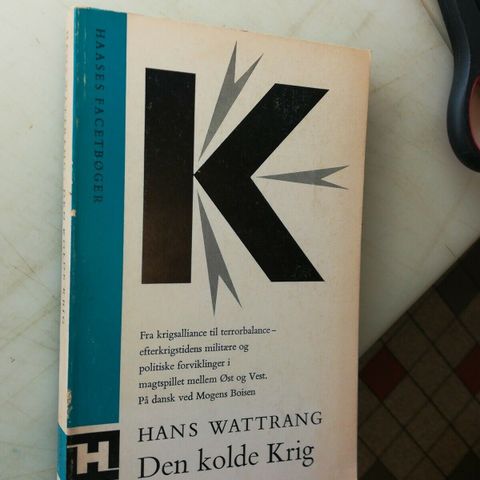 HAASES FACETBØGER
K
Fra krigsalliance til terrorbalance –
efterkrigstidens militære og
politiske forviklinger i
magtspillet mellem Øst og Vest.
På dansk ved Mogens Boisen
HANS WATTRANG
Den kolde Krig
H